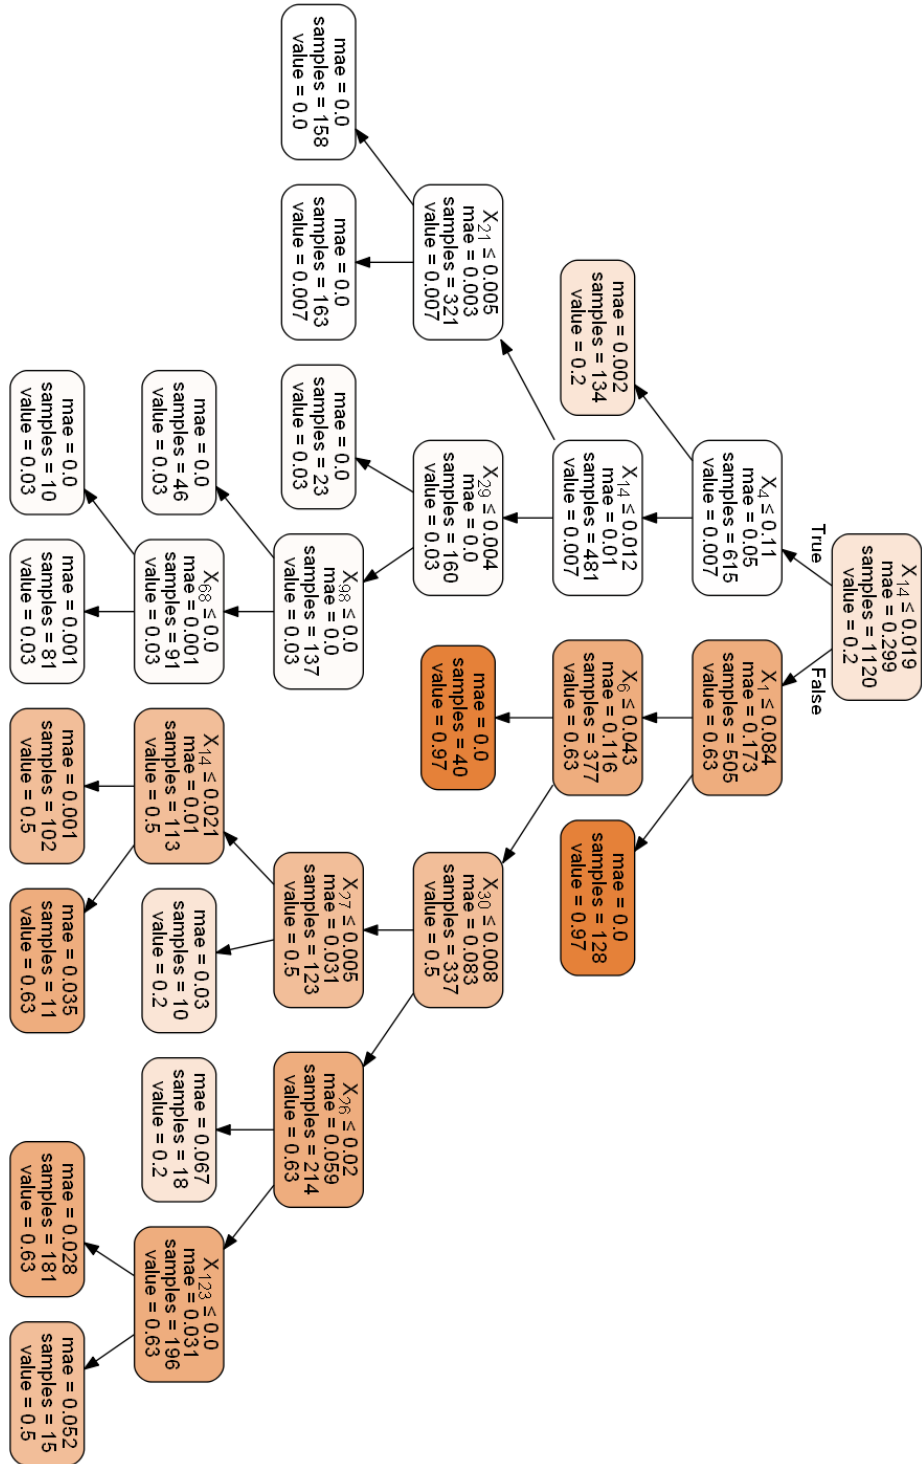 X14 ≤ 0.019
mae = 0.299
samples = 1120
value = 0.2
True
False
X4 ≤ 0.11
mae = 0.05
samples = 615
value = 0.007
X1 ≤ 0.084
mae = 0.173
samples = 505
value = 0.63
mae = 0.002
samples = 134
value = 0.2
X14 ≤ 0.012
mae = 0.01
samples = 481
value = 0.007
X6 ≤ 0.043
mae = 0.116
samples = 377
value = 0.63
mae = 0.0
samples = 128
value = 0.97
X21 ≤ 0.005
mae = 0.003
samples = 321
value = 0.007
X29 ≤ 0.004
mae = 0.0
samples = 160
value = 0.03
mae = 0.0
samples = 40
value = 0.97
X30 ≤ 0.008
mae = 0.083
samples = 337
value = 0.5
mae = 0.0
samples = 158
value = 0.0
mae = 0.0
samples = 163
value = 0.007
mae = 0.0
samples = 23
value = 0.03
X98 ≤ 0.0
mae = 0.0
samples = 137
value = 0.03
X27 ≤ 0.005
mae = 0.031
samples = 123
value = 0.5
X26 ≤ 0.02
mae = 0.059
samples = 214
value = 0.63
mae = 0.0
samples = 46
value = 0.03
X68 ≤ 0.0
mae = 0.001
samples = 91
value = 0.03
X14 ≤ 0.021
mae = 0.01
samples = 113
value = 0.5
mae = 0.03
samples = 10
value = 0.2
mae = 0.067
samples = 18
value = 0.2
X123 ≤ 0.0
mae = 0.031
samples = 196
value = 0.63
mae = 0.0
samples = 10
value = 0.03
mae = 0.001
samples = 81
value = 0.03
mae = 0.001
samples = 102
value = 0.5
mae = 0.035
samples = 11
value = 0.63
mae = 0.028
samples = 181
value = 0.63
mae = 0.052
samples = 15
value = 0.5